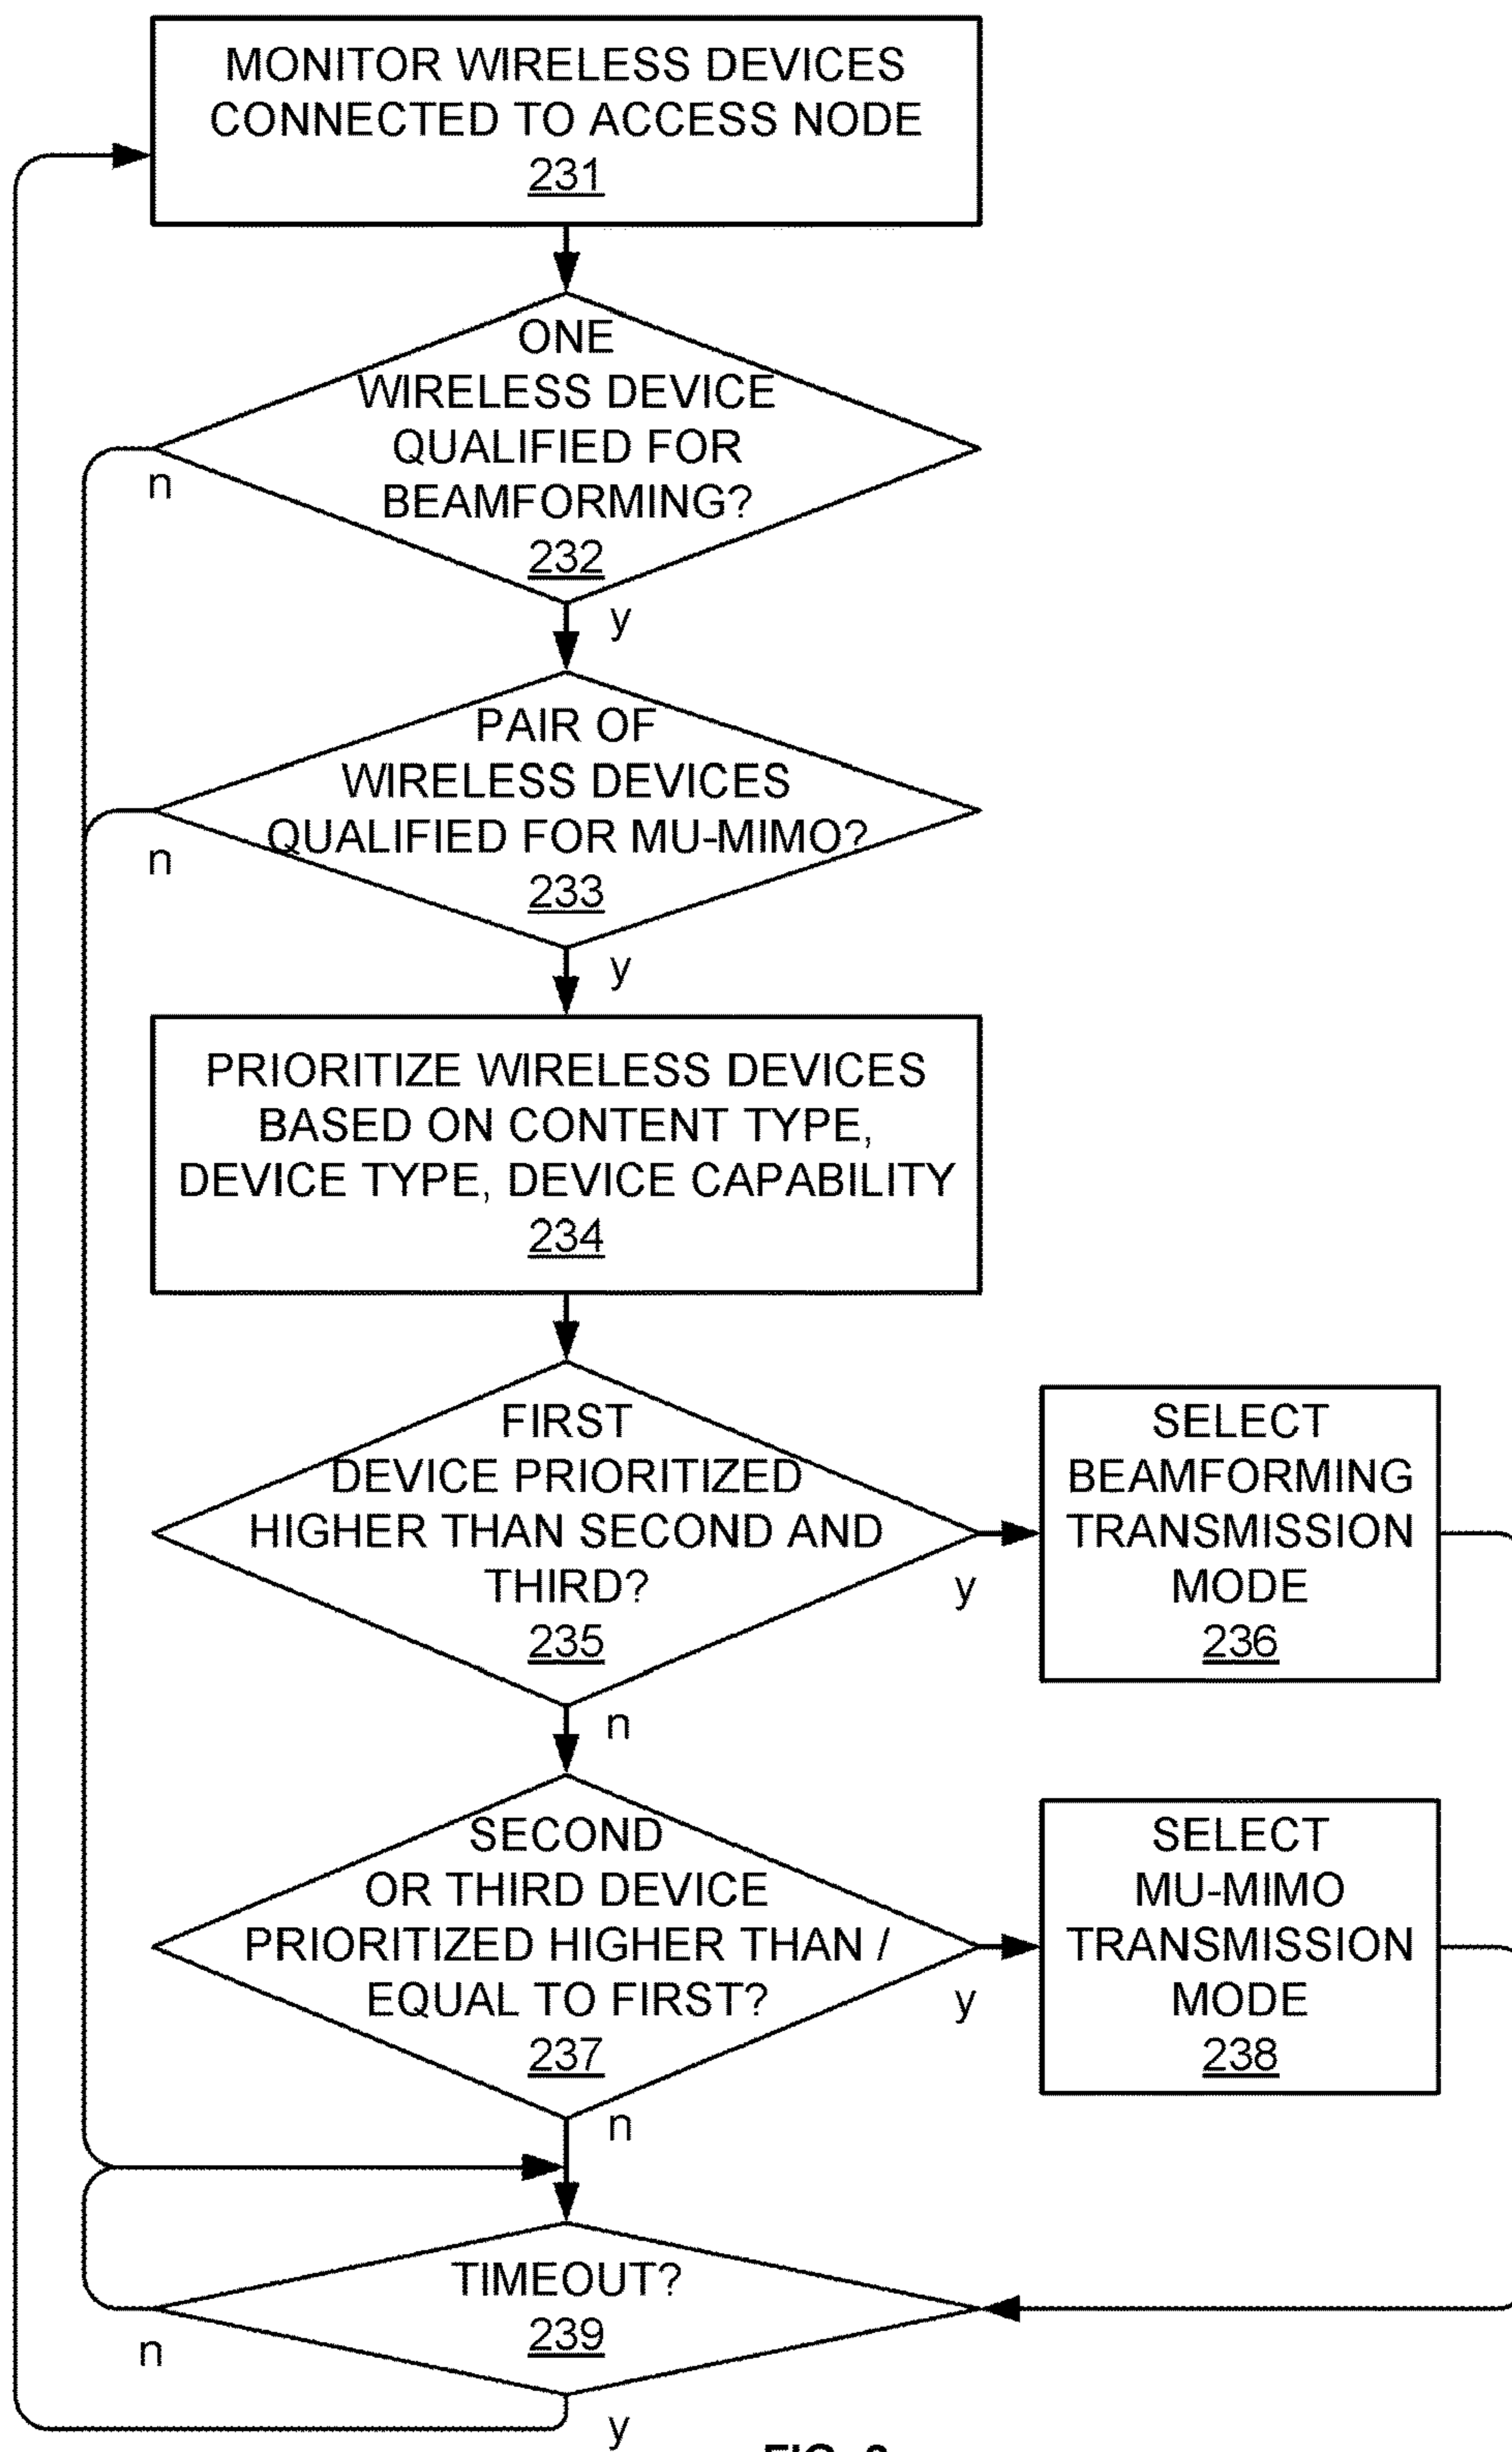 MONITOR WIRELESS DEVICES
CONNECTED TO ACCESS NODE
231
ONE
WIRELESS DEVICE
QUALIFIED FOR
BEAMFORMING?
232
n
y
PAIR OF
WIRELESS DEVICES
QUALIFIED FOR MU-MIMO?
233
n
y
PRIORITIZE WIRELESS DEVICES
BASED ON CONTENT TYPE,
DEVICE TYPE, DEVICE CAPABILITY
234
FIRST
DEVICE PRIORITIZED
HIGHER THAN SECOND AND
THIRD?
235
y
n
SELECT
BEAMFORMING
TRANSMISSION
MODE
236
SECOND
OR THIRD DEVICE
PRIORITIZED HIGHER THAN /
EQUAL TO FIRST?
237
y
n
SELECT
MU-MIMO
TRANSMISSION
MODE
238
TIMEOUT?
239
n
y
FIG.